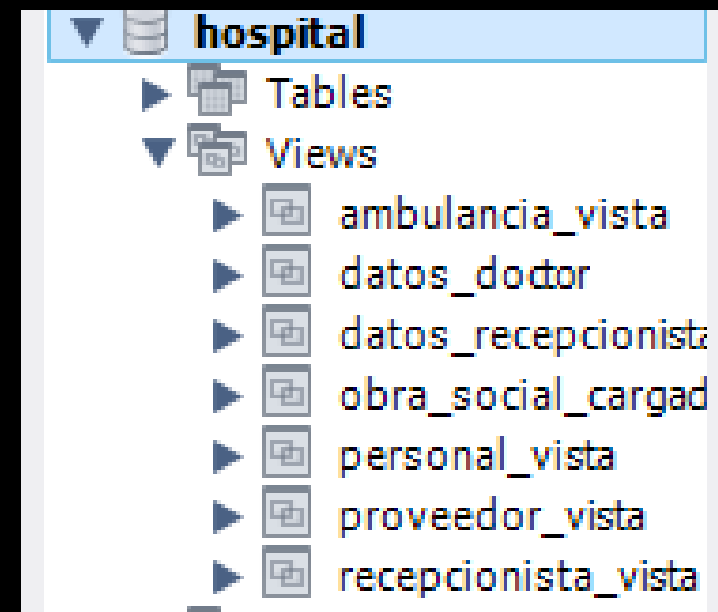 hospital
Tables
Views
ambulancia_vista
datos_doctor
datos_recepcionista
obra_social_cargad
personal_vista
proveedor_vista
recepcionista_vista